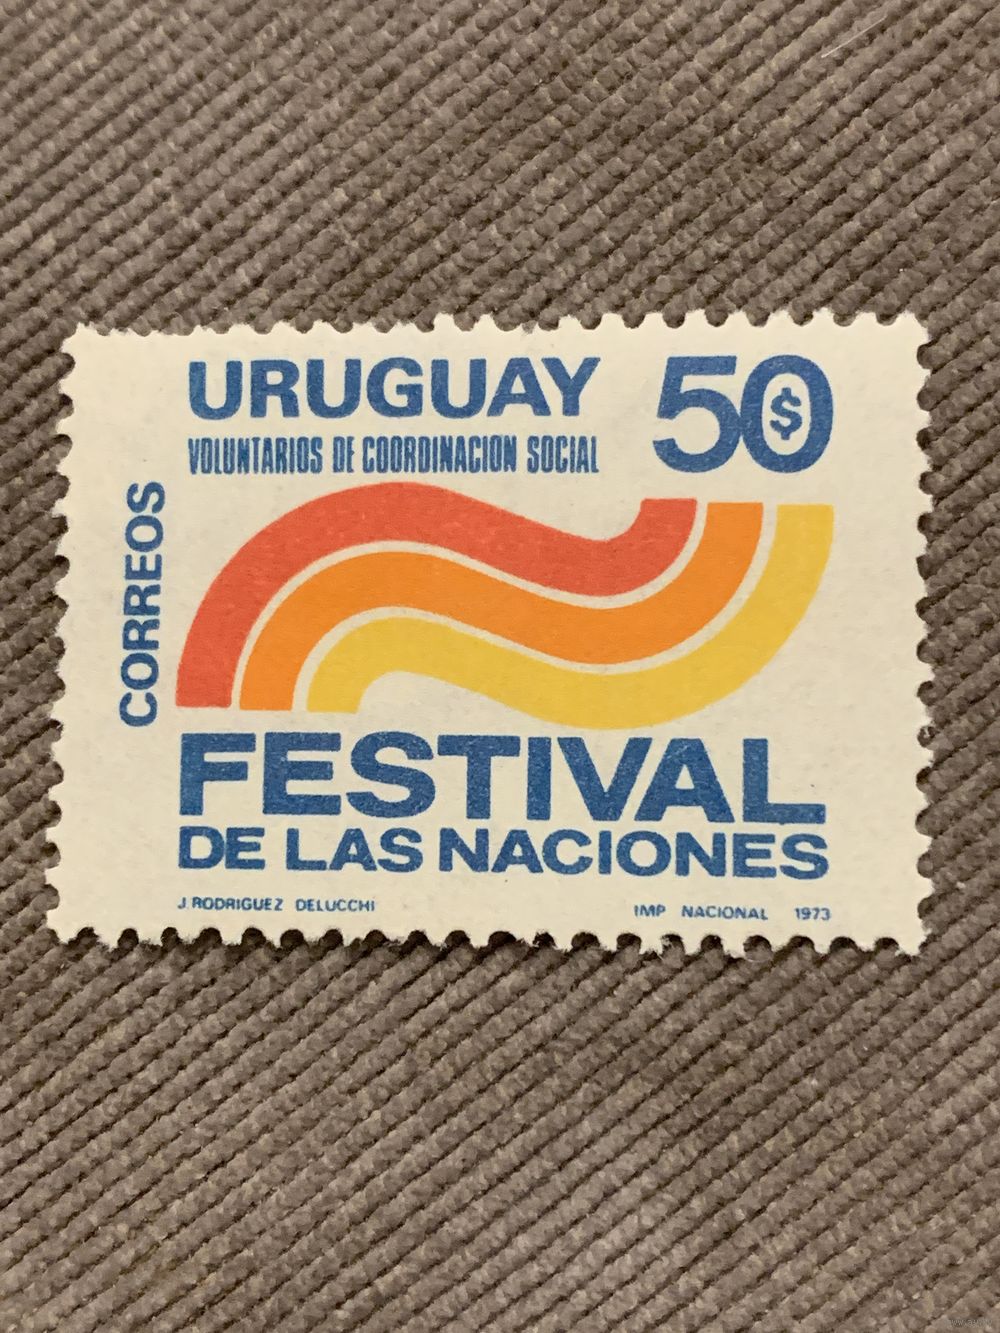 URUGUAY
50
$
VOLUNTARIOS DE COORDINACION SOCIAL
CORREOS
FESTIVAL
DE LAS NACIONES
J. RODRIGUEZ DELUCCHI
IMP NACIONAL 1973